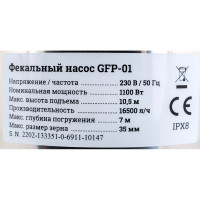 Фекальный насос GFP-01
Напряжение / частота 230 В / 50 Гц
Номинальная мощность 1100 Вт
Макс. высота подъема 10,5 м
Производительность 16500 л/ч
Макс. глубина погружения 7 м
Максимальный размер зерна 35 мм
S. N. 2202-133351-0-6911-10147
CE
IPX8